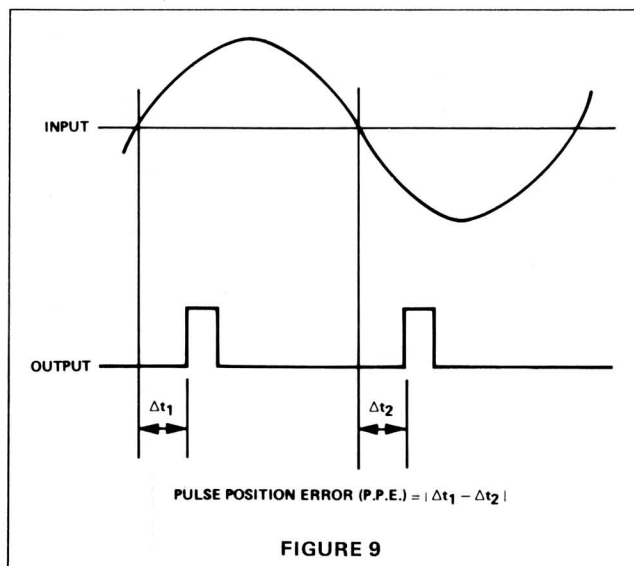 INPUT
OUTPUT
Δt1 Δt2
PULSE POSITION ERROR (P.P.E.) = | Δt1 − Δt2 |
FIGURE 9